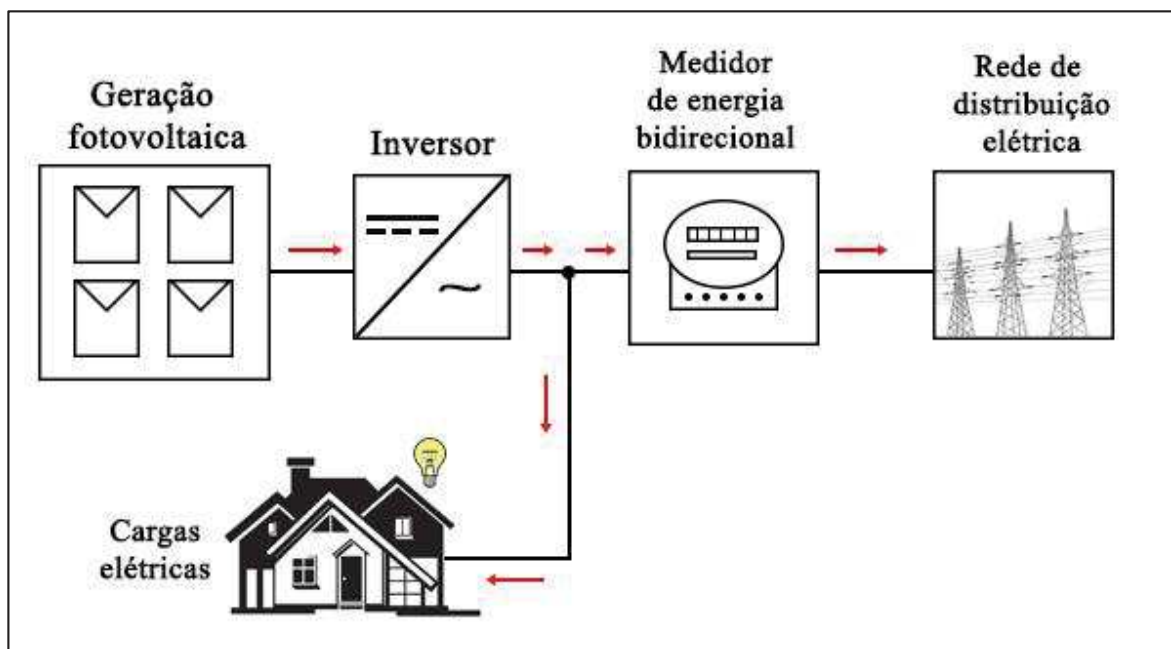 Geração
fotovoltaica
Inversor
Medidor
de energia
bidirecional
Rede de
distribuição
elétrica
Cargas
elétricas